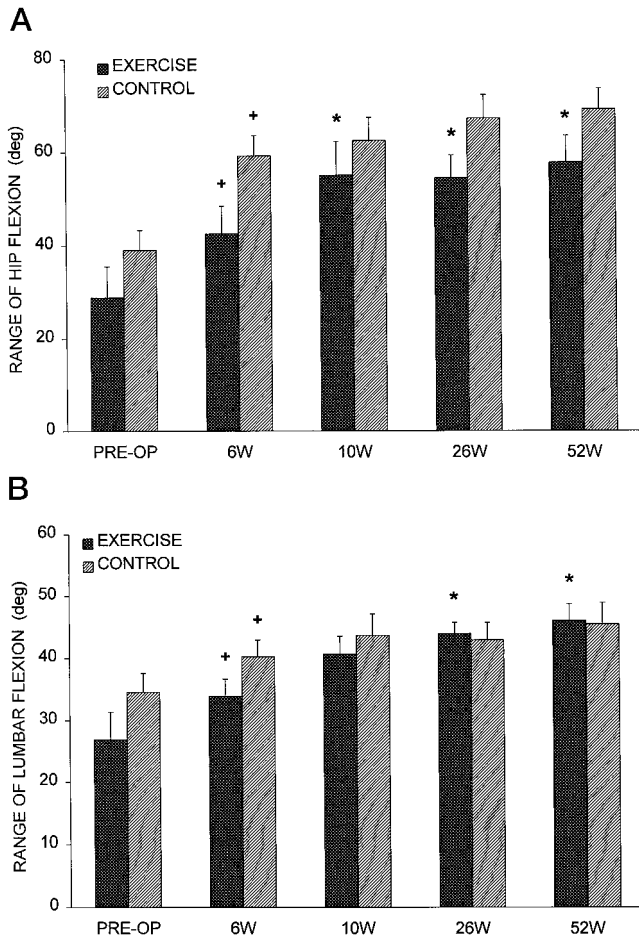 A
80
EXERCISE
CONTROL
RANGE OF HIP FLEXION (deg)
+
+
*
*
*
60
40
20
0
PRE-OP 6W 10W 26W 52W
B
60
EXERCISE
CONTROL
RANGE OF LUMBAR FLEXION (deg)
+
+
*
*
50
40
30
20
10
0
PRE-OP 6W 10W 26W 52W